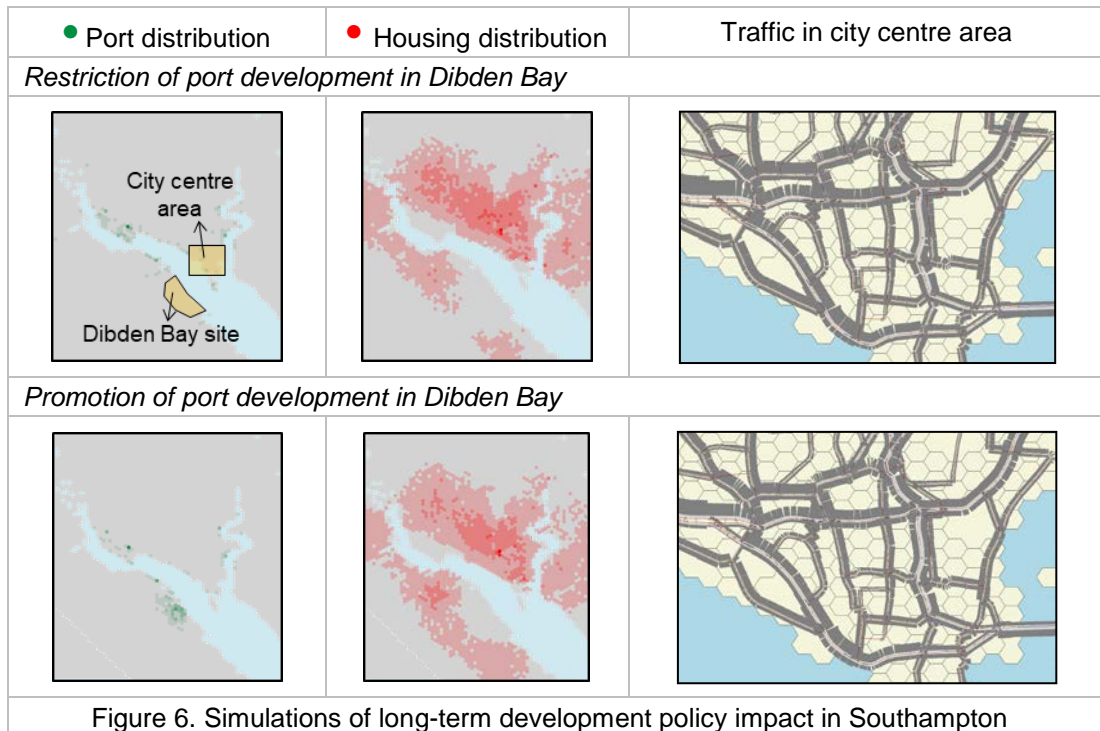 Port distribution
Housing distribution
Traffic in city centre area
Restriction of port development in Dibden Bay
City centre
area
Dibden Bay site
Promotion of port development in Dibden Bay
Figure 6. Simulations of long-term development policy impact in Southampton